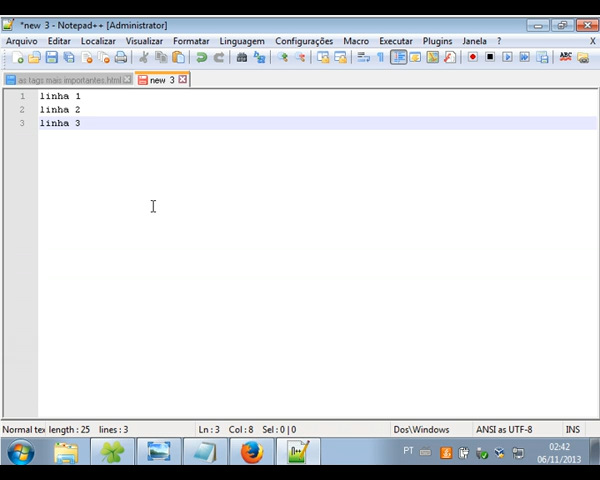 *new 3 - Notepad++ [Administrator]
Arquivo Editar Localizar Visualizar Formatar Linguagem Configurações Macro Executar Plugins Janela ? X
as tags mais importantes.html new 3
1 linha 1
2 linha 2
3 linha 3
Normal tex length : 25 lines : 3 Ln : 3 Col : 8 Sel : 0 | 0 Dos\Windows ANSI as UTF-8 INS
PT 02:42
06/11/2013